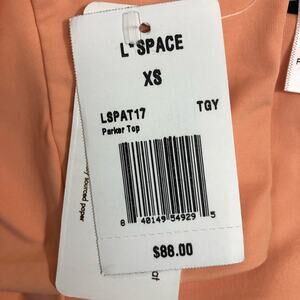 L*SPACE
XS
LSPAT17 TGY
Parker Top
8 40149 54929 5
$88.00